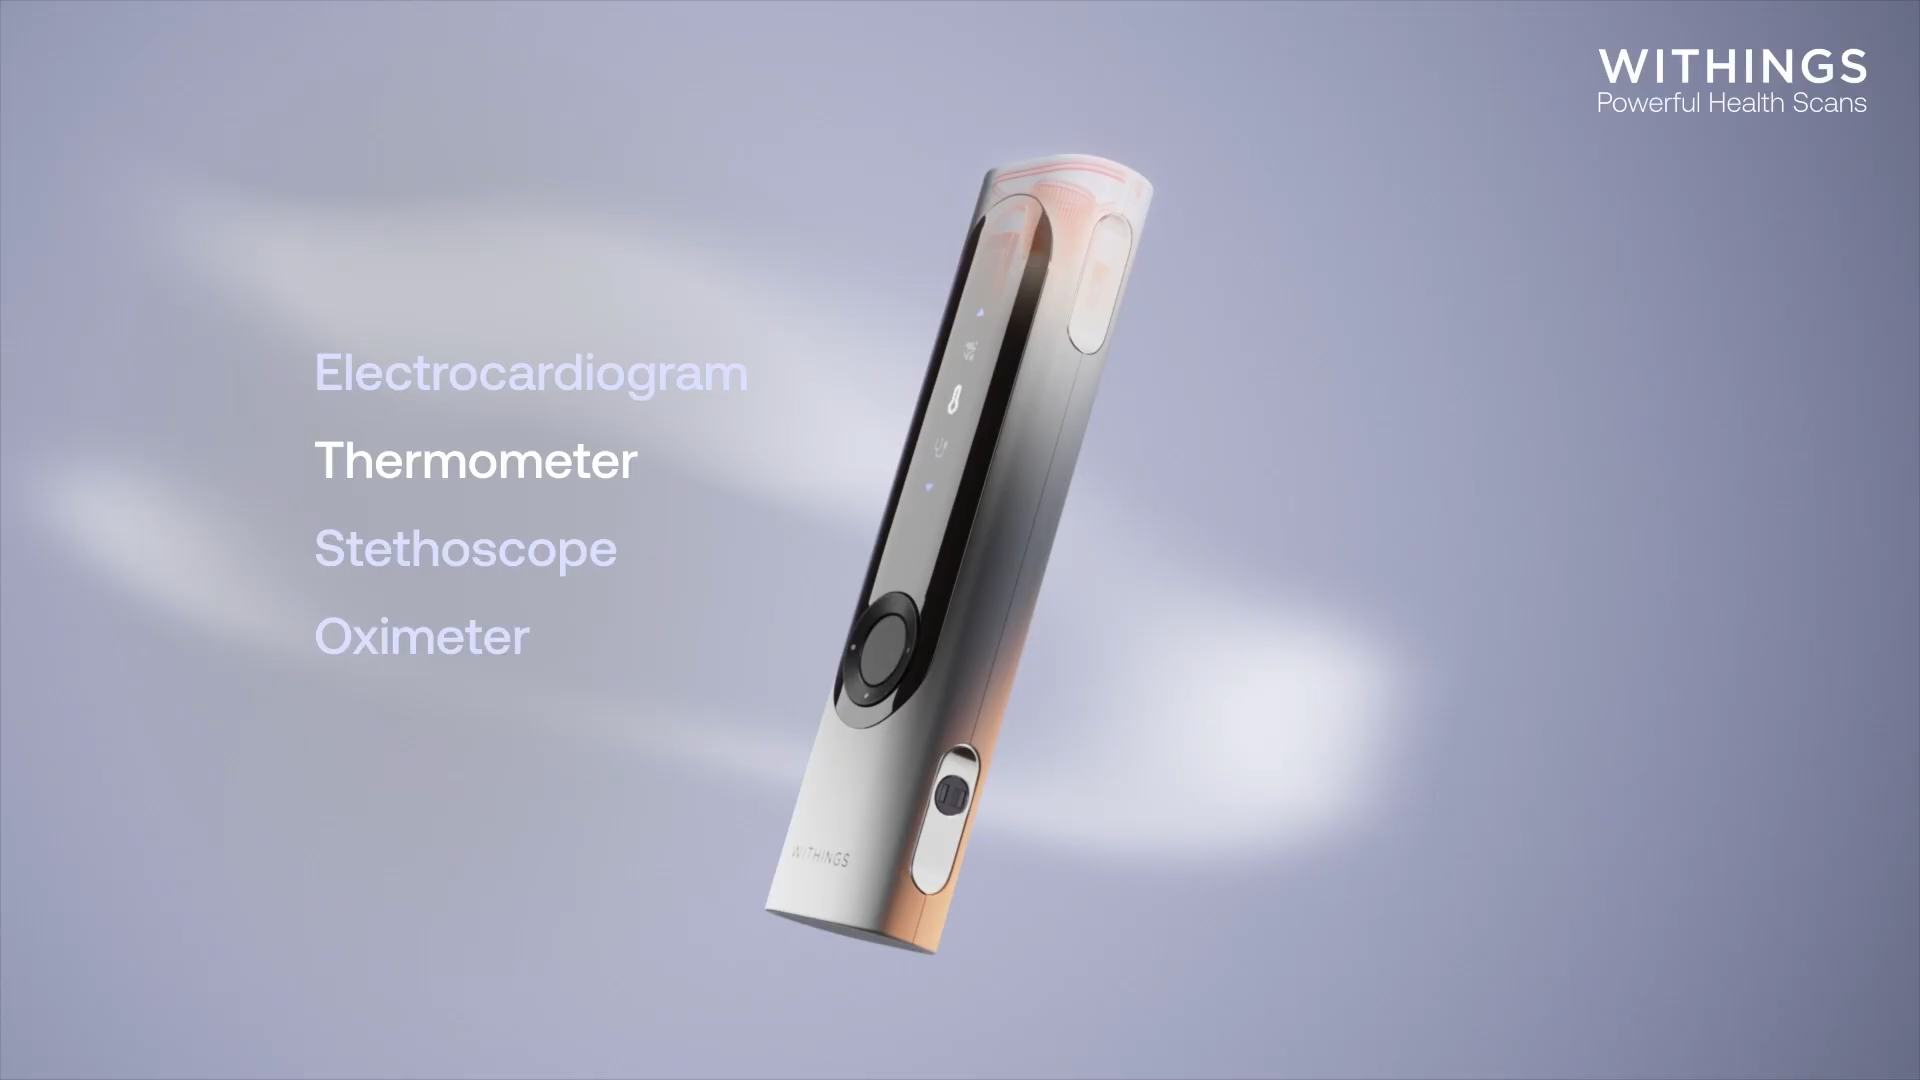 WITHINGS
Powerful Health Scans
Electrocardiogram
Thermometer
Stethoscope
Oximeter
WITHINGS